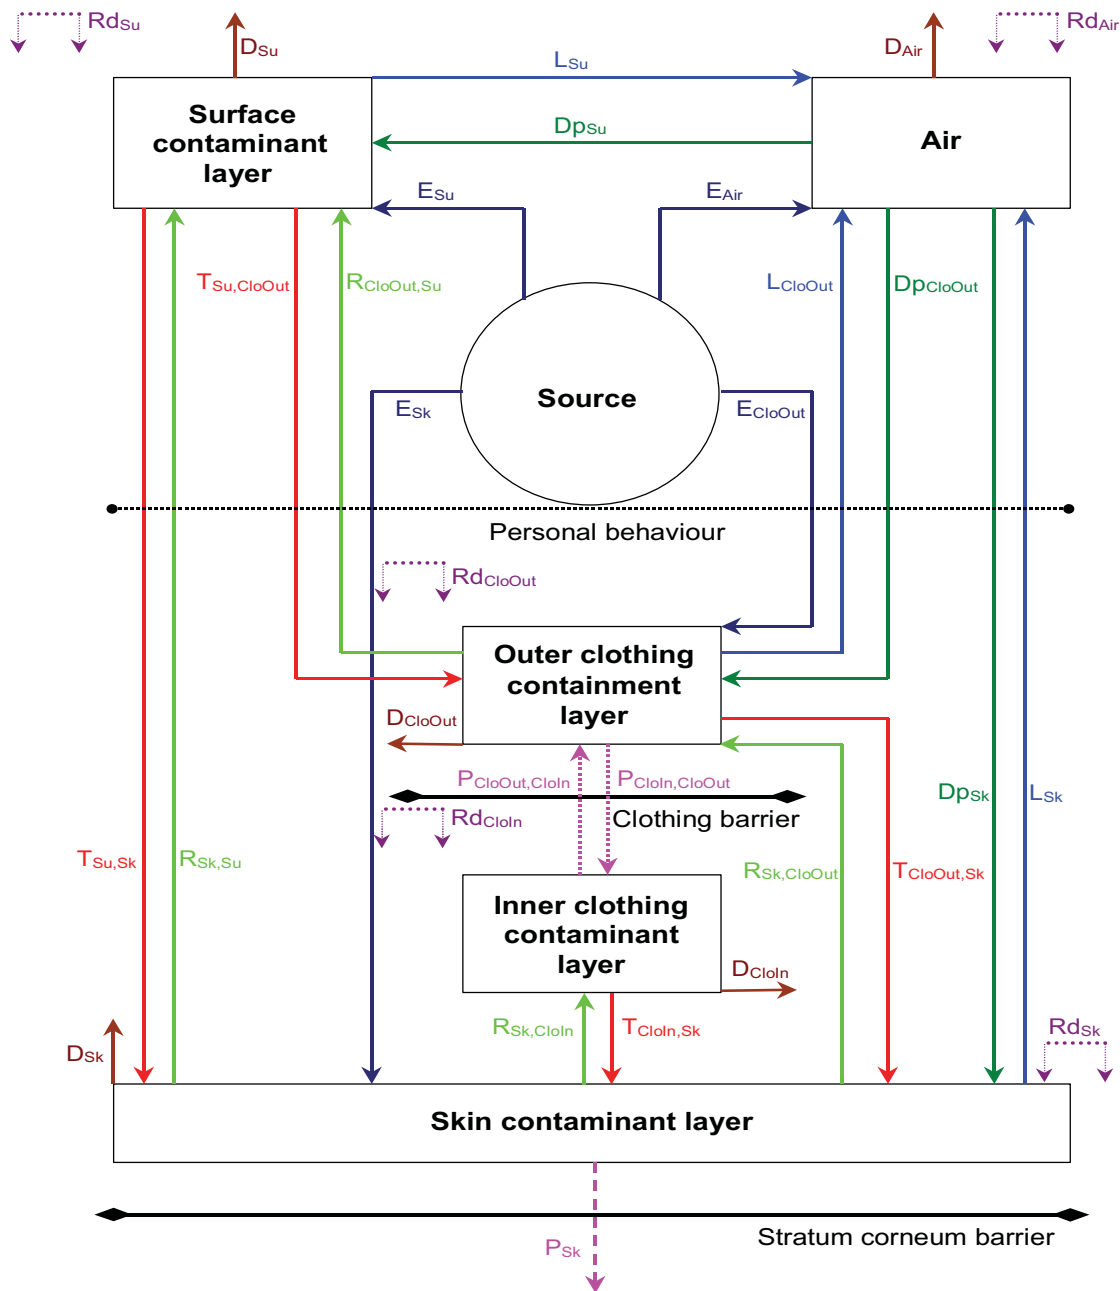 RdSu
DSu
LSu
DAir
RdAir
Surface
contaminant
layer
DpSu
Air
ESu
EAir
TSu,CloOut
RCloOut,Su
LCloOut
DpCloOut
Source
ESk
ECloOut
Personal behaviour
RdCloOut
Outer clothing
containment
layer
DCloOut
PCloOut,CloIn
PCloIn,CloOut
DpSk
LSk
RdCloIn
Clothing barrier
TSu,Sk
RSk,Su
RSk,CloOut
TCloOut,Sk
Inner clothing
contaminant
layer
DCloIn
RSk,CloIn
TCloIn,Sk
RdSk
DSk
Skin contaminant layer
Stratum corneum barrier
PSk